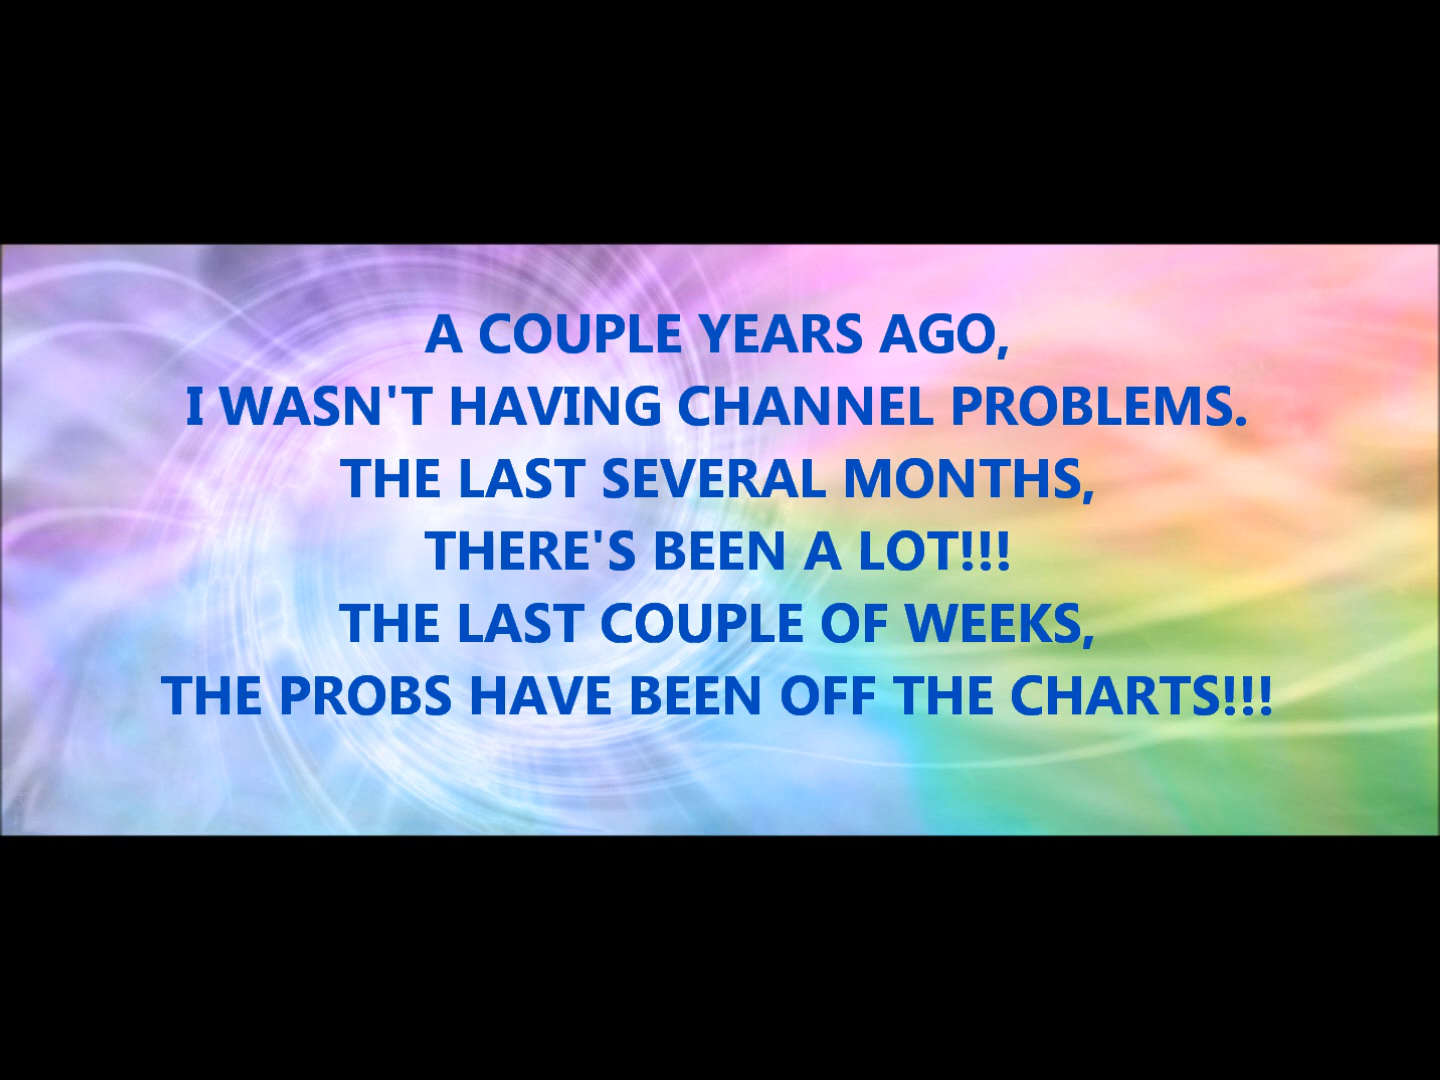 A COUPLE YEARS AGO,
I WASN'T HAVING CHANNEL PROBLEMS.
THE LAST SEVERAL MONTHS,
THERE'S BEEN A LOT!!!
THE LAST COUPLE OF WEEKS,
THE PROBS HAVE BEEN OFF THE CHARTS!!!